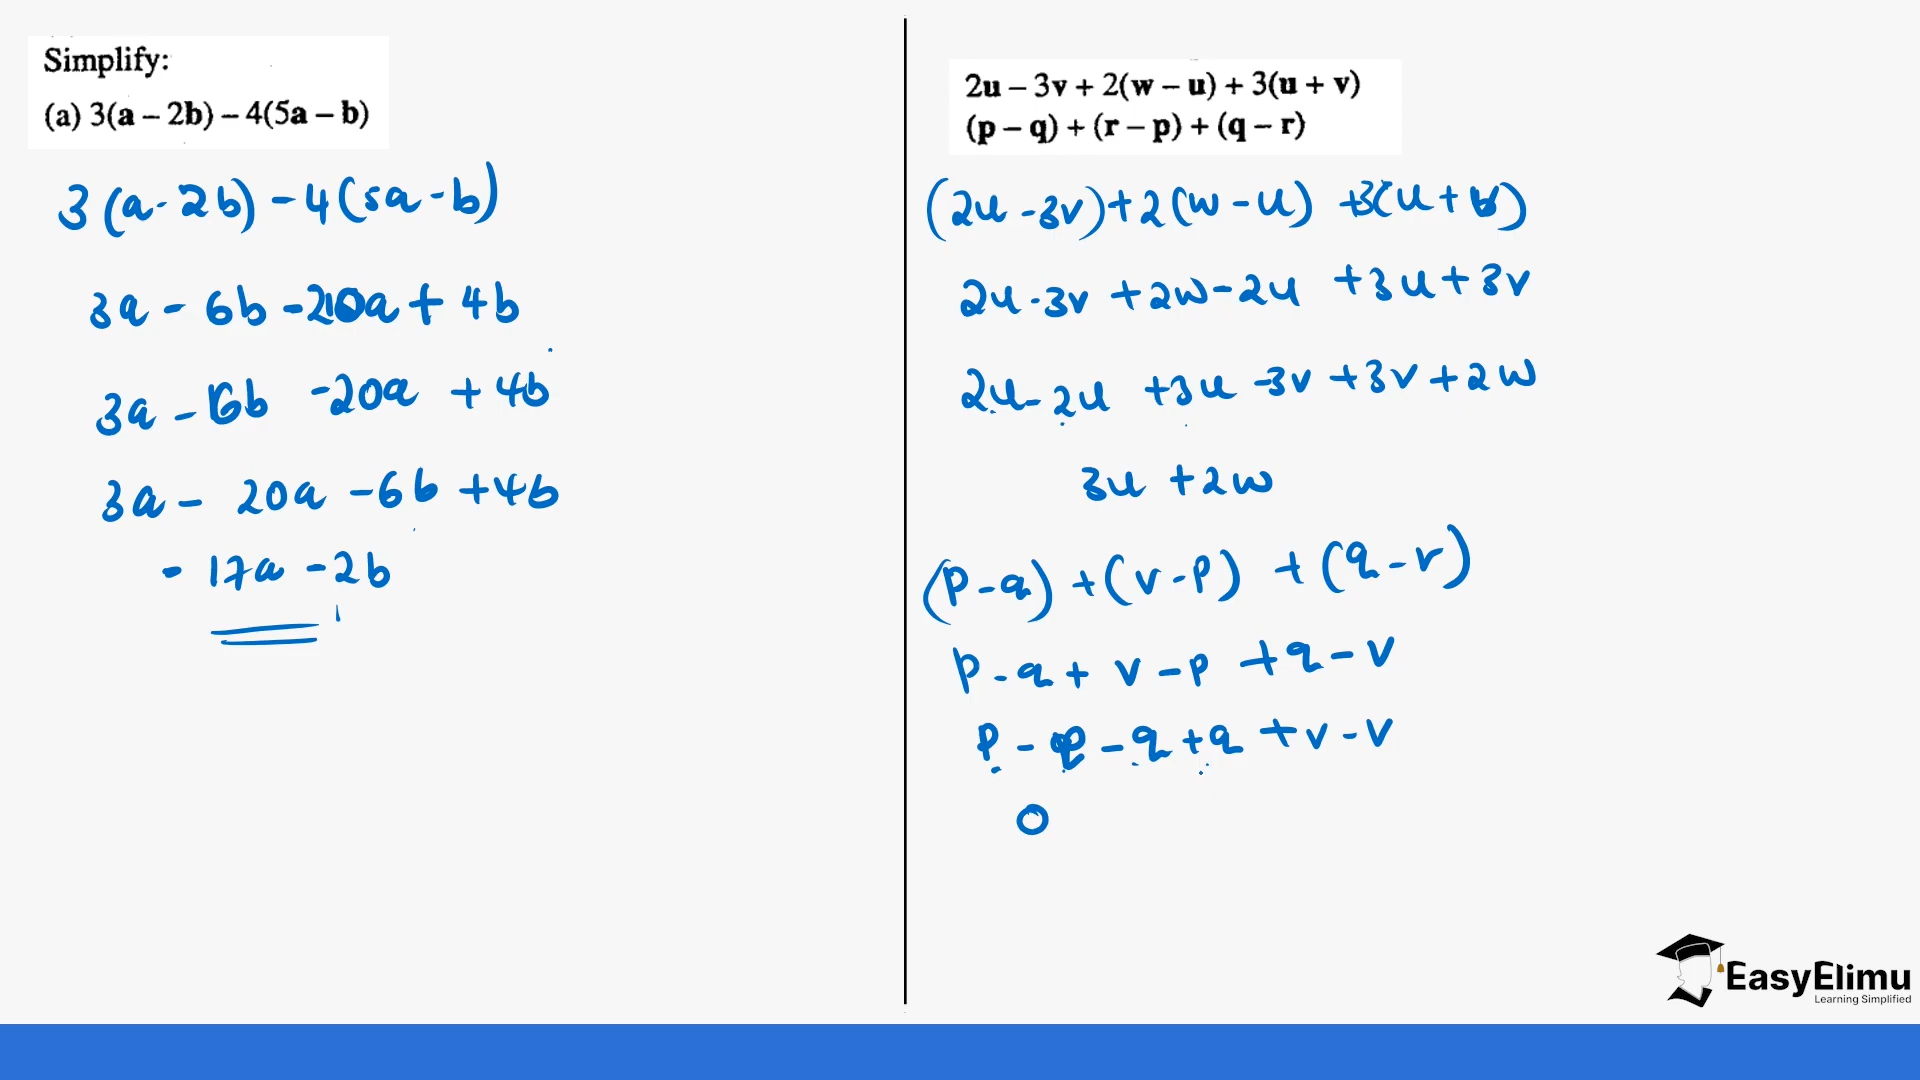 Simplify:
(a) 3(a – 2b) – 4(5a – b)
3(a - 2b) - 4(5a - b)
3a - 6b - 20a + 4b
3a - 6b - 20a + 4b
3a - 20a - 6b + 4b
- 17a - 2b
2u – 3v + 2(w – u) + 3(u + v)
(p – q) + (r – p) + (q – r)
(2u - 3v) + 2(w - u) + 3(u + v)
2u - 3v + 2w - 2u + 3u + 3v
2u - 2u + 3u - 3v + 3v + 2w
3u + 2w
(p - q) + (r - p) + (q - r)
p - q + r - p + q - r
p - p - q + q + r - r
0
EasyElimu
Learning Simplified